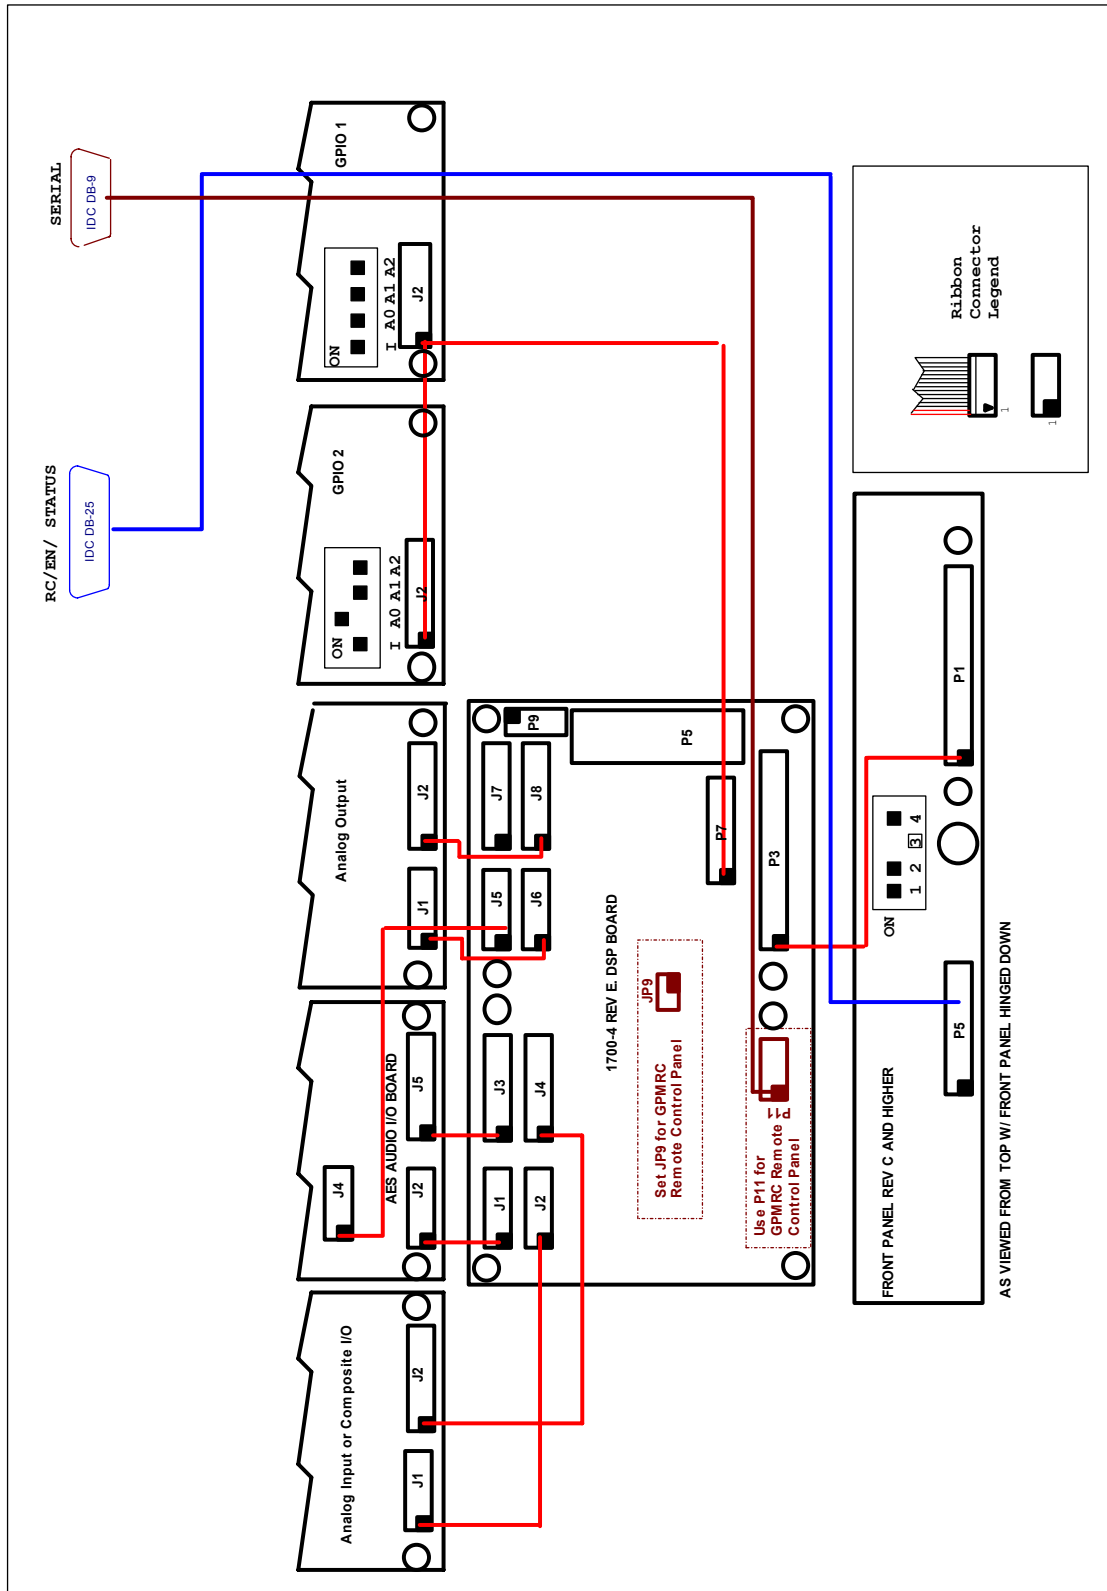 SERIAL
IDC DB-9
RC/EN/ STATUS
IDC DB-25
GPIO 1
ON
I A0 A1 A2
J2
GPIO 2
ON
I A0 A1 A2
J2
Analog Output
J1
J2
AES AUDIO I/O BOARD
J4
J2
J5
Analog Input or Composite I/O
J1
J2
1700-4 REV E. DSP BOARD
J1
J2
J3
J4
J5
J6
J7
J8
P9
P5
P7
P3
JP9
Set JP9 for GPMRC
Remote Control Panel
P11
Use P11 for
GPMRC Remote
Control Panel
FRONT PANEL REV C AND HIGHER
P5
ON
1 2 3 4
P1
AS VIEWED FROM TOP W/ FRONT PANEL HINGED DOWN
Ribbon
Connector
Legend
1
1